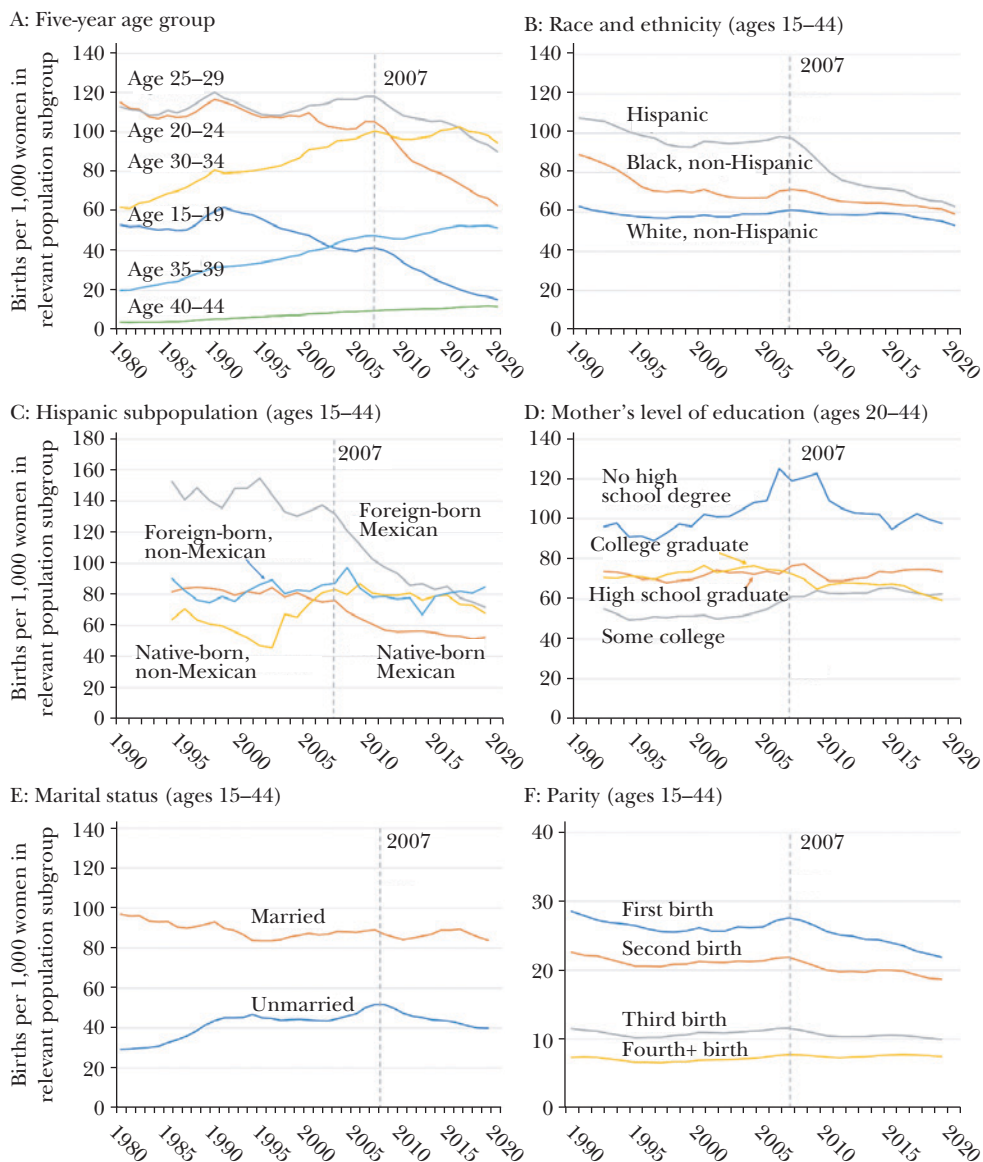 A: Five-year age group
Births per 1,000 women in
relevant population subgroup
140
120
100
80
60
40
20
0
2007
Age 25–29
Age 20–24
Age 30–34
Age 15–19
Age 35–39
Age 40–44
1980
1985
1990
1995
2000
2005
2010
2015
2020
B: Race and ethnicity (ages 15–44)
140
120
100
80
60
40
20
0
2007
Hispanic
Black, non-Hispanic
White, non-Hispanic
1990
1995
2000
2005
2010
2015
2020
C: Hispanic subpopulation (ages 15–44)
Births per 1,000 women in
relevant population subgroup
180
160
140
120
100
80
60
40
20
0
2007
Foreign-born
Mexican
Foreign-born,
non-Mexican
Native-born,
non-Mexican
Native-born
Mexican
1990
1995
2000
2005
2010
2015
2020
D: Mother’s level of education (ages 20–44)
140
120
100
80
60
40
20
0
2007
No high
school degree
College graduate
High school graduate
Some college
1990
1995
2000
2005
2010
2015
2020
E: Marital status (ages 15–44)
Births per 1,000 women in
relevant population subgroup
140
120
100
80
60
40
20
0
2007
Married
Unmarried
1980
1985
1990
1995
2000
2005
2010
2015
2020
F: Parity (ages 15–44)
40
30
20
10
0
2007
First birth
Second birth
Third birth
Fourth+ birth
1990
1995
2000
2005
2010
2015
2020